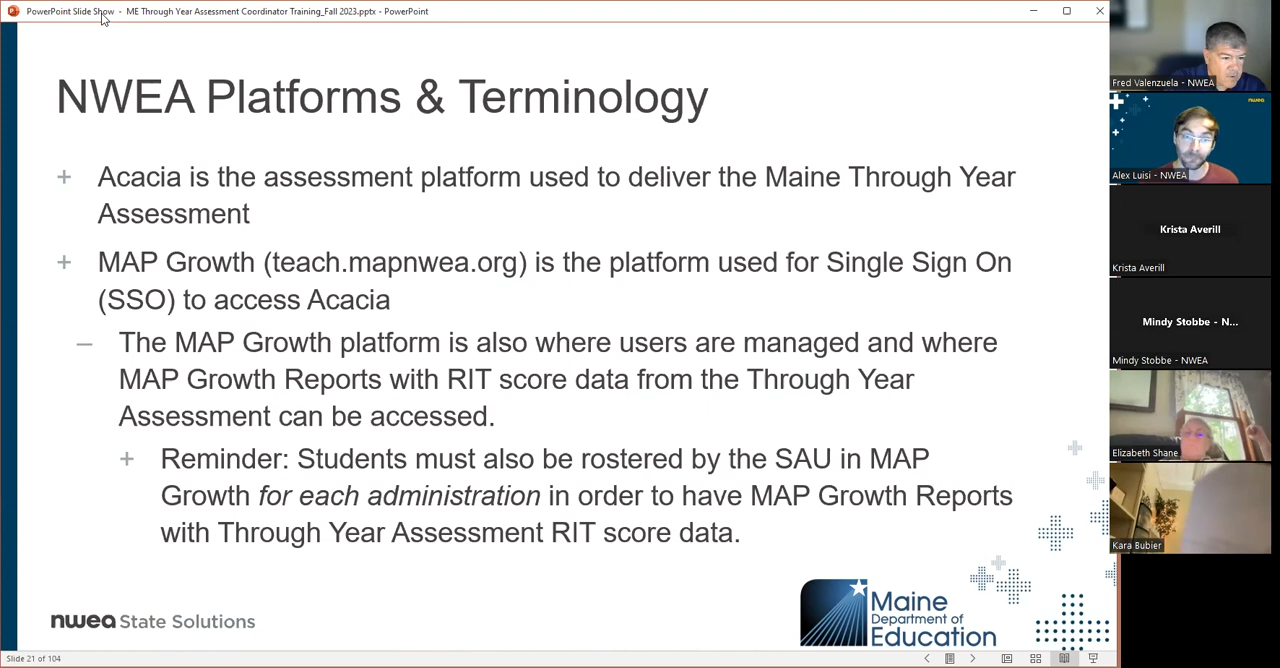 PowerPoint Slide Show - ME Through Year Assessment Coordinator Training_Fall 2023.pptx - PowerPoint
NWEA Platforms & Terminology
+ Acacia is the assessment platform used to deliver the Maine Through Year
Assessment
+ MAP Growth (teach.mapnwea.org) is the platform used for Single Sign On
(SSO) to access Acacia
– The MAP Growth platform is also where users are managed and where
MAP Growth Reports with RIT score data from the Through Year
Assessment can be accessed.
+ Reminder: Students must also be rostered by the SAU in MAP
Growth for each administration in order to have MAP Growth Reports
with Through Year Assessment RIT score data.
nwea State Solutions
Maine
Department of
Education
Slide 21 of 104
Fred Valenzuela - NWEA
nwea
Alex Luisi - NWEA
Krista Averill
Krista Averill
Mindy Stobbe - N...
Mindy Stobbe - NWEA
Elizabeth Shane
Kara Bubier